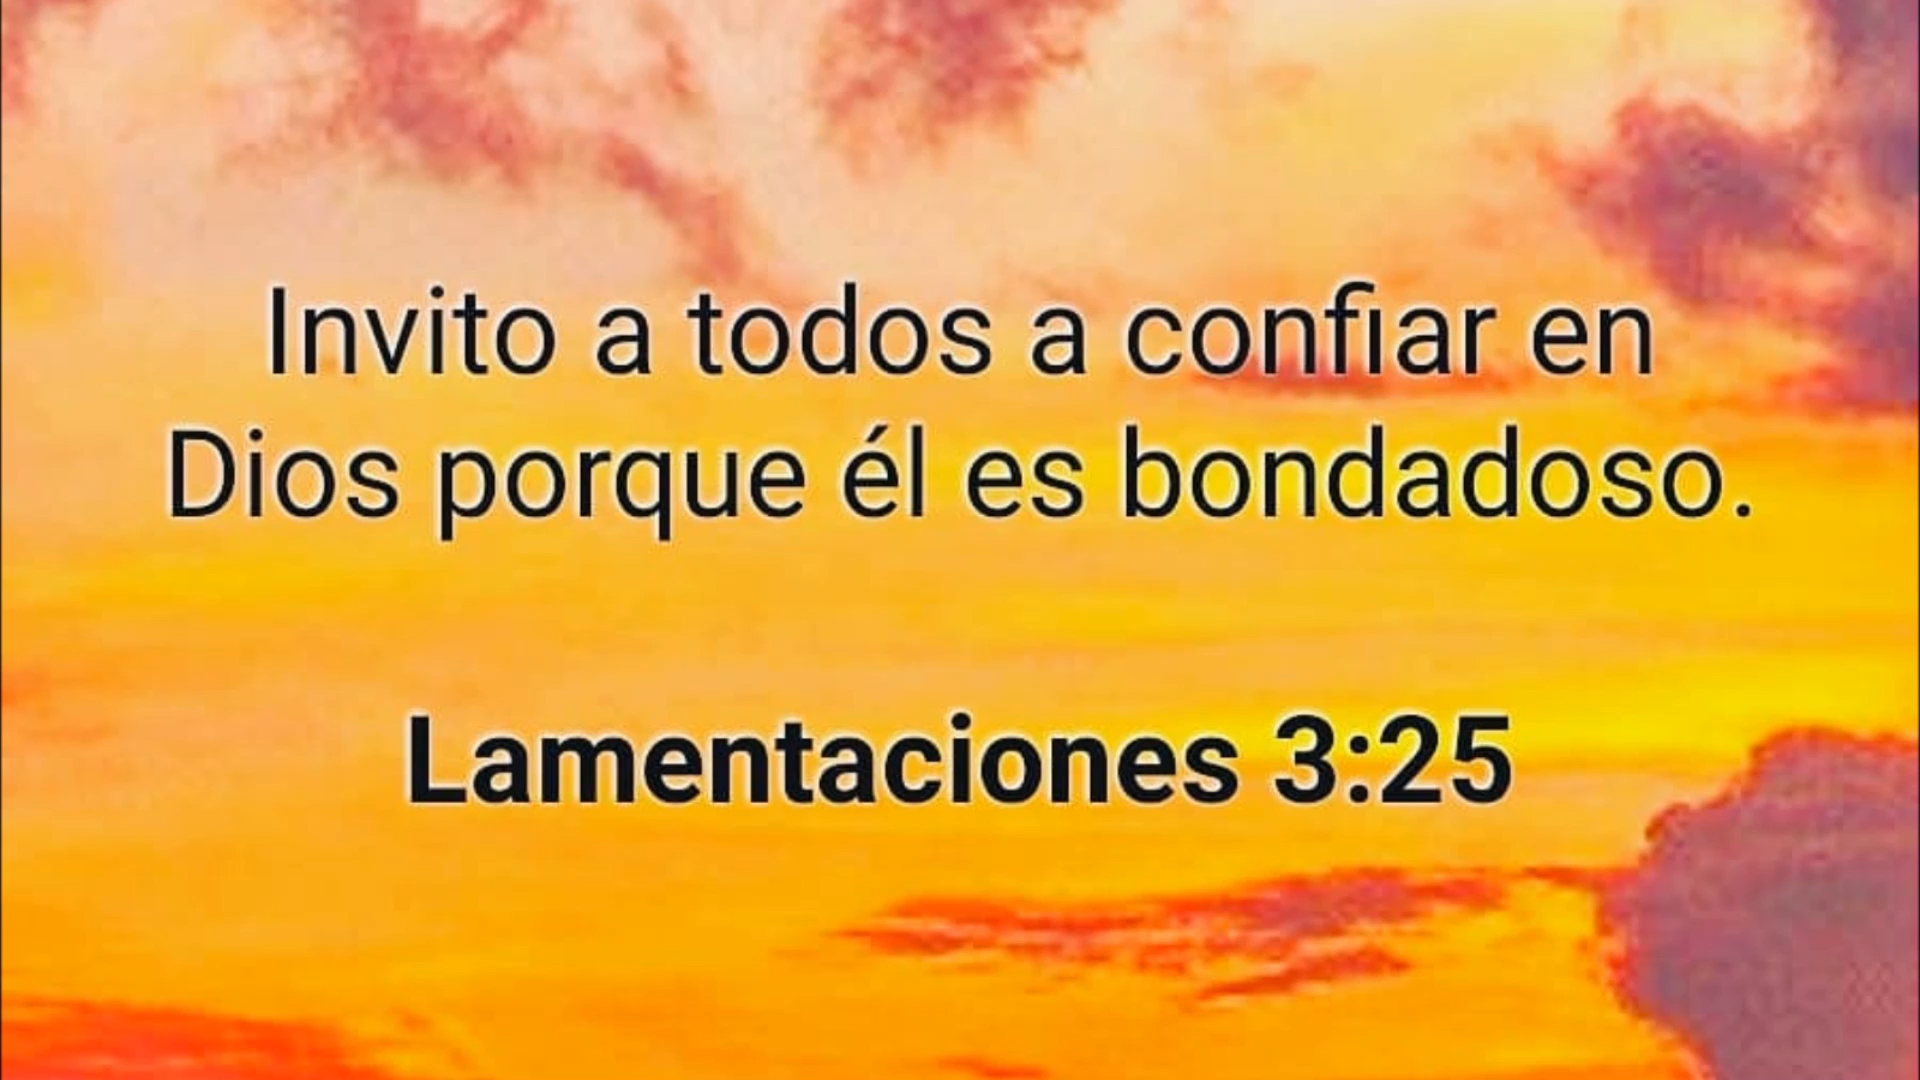 Invito a todos a confiar en
Dios porque él es bondadoso.
Lamentaciones 3:25